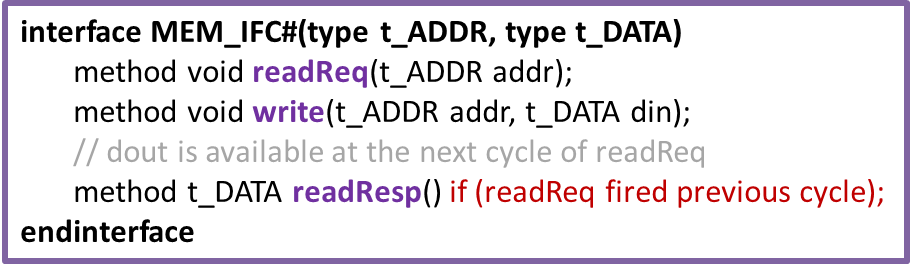 interface MEM_IFC#(type t_ADDR, type t_DATA)
method void readReq(t_ADDR addr);
method void write(t_ADDR addr, t_DATA din);
// dout is available at the next cycle of readReq
method t_DATA readResp() if (readReq fired previous cycle);
endinterface